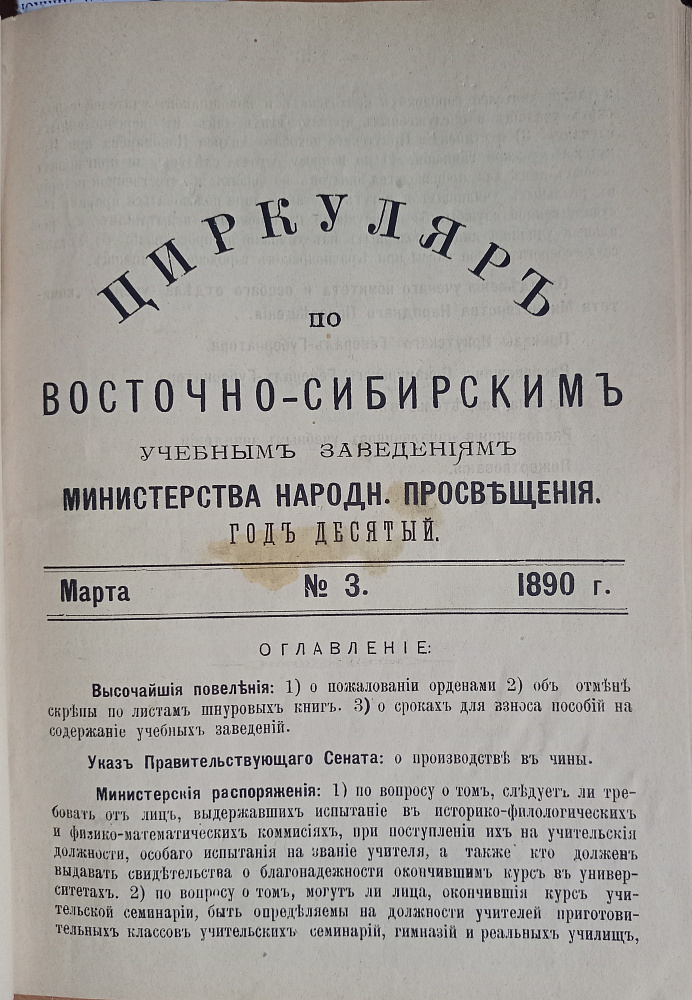 ЦИРКУЛЯРЪ
ПО
ВОСТОЧНО-СИБИРСКИМЪ
УЧЕБНЫМЪ ЗАВЕДЕНІЯМЪ
МИНИСТЕРСТВА НАРОДН. ПРОСВѢЩЕНІЯ.
ГОДЪ ДЕСЯТЫЙ.
Марта № 3. 1890 г.
ОГЛАВЛЕНІЕ:
Высочайшія повелѣнія: 1) о пожалованіи орденами 2) объ отмѣнѣ
скрѣпы по листамъ шнуровыхъ книгъ. 3) о срокахъ для взноса пособій на
содержаніе учебныхъ заведеній.
Указъ Правительствующаго Сената: о производствѣ въ чины.
Министерскія распоряженія: 1) по вопросу о томъ, слѣдуетъ ли тре-
бовать отъ лицъ, выдержавшихъ испытаніе въ историко-филологическихъ
и физико-математическихъ коммисіяхъ, при поступленіи ихъ на учительскія
должности, особаго испытанія на званіе учителя, а также кто долженъ
выдавать свидѣтельства о благонадежности окончившимъ курсъ въ универ-
ситетахъ. 2) по вопросу о томъ, могутъ ли лица, окончившія курсъ учи-
тельской семинаріи, быть опредѣляемы на должности учителей приготови-
тельныхъ классовъ учительскихъ семинарій, гимназій и реальныхъ училищъ,